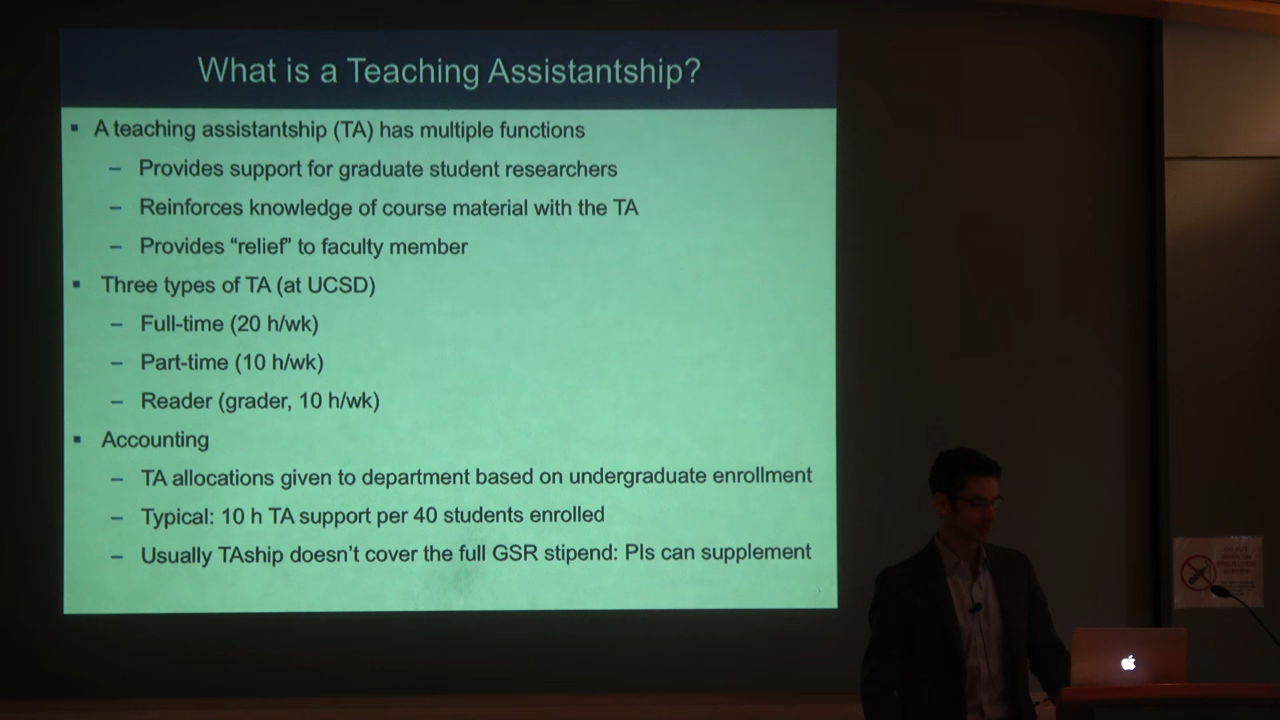 What is a Teaching Assistantship?
▪ A teaching assistantship (TA) has multiple functions
– Provides support for graduate student researchers
– Reinforces knowledge of course material with the TA
– Provides “relief” to faculty member
▪ Three types of TA (at UCSD)
– Full-time (20 h/wk)
– Part-time (10 h/wk)
– Reader (grader, 10 h/wk)
▪ Accounting
– TA allocations given to department based on undergraduate enrollment
– Typical: 10 h TA support per 40 students enrolled
– Usually TAship doesn’t cover the full GSR stipend: PIs can supplement